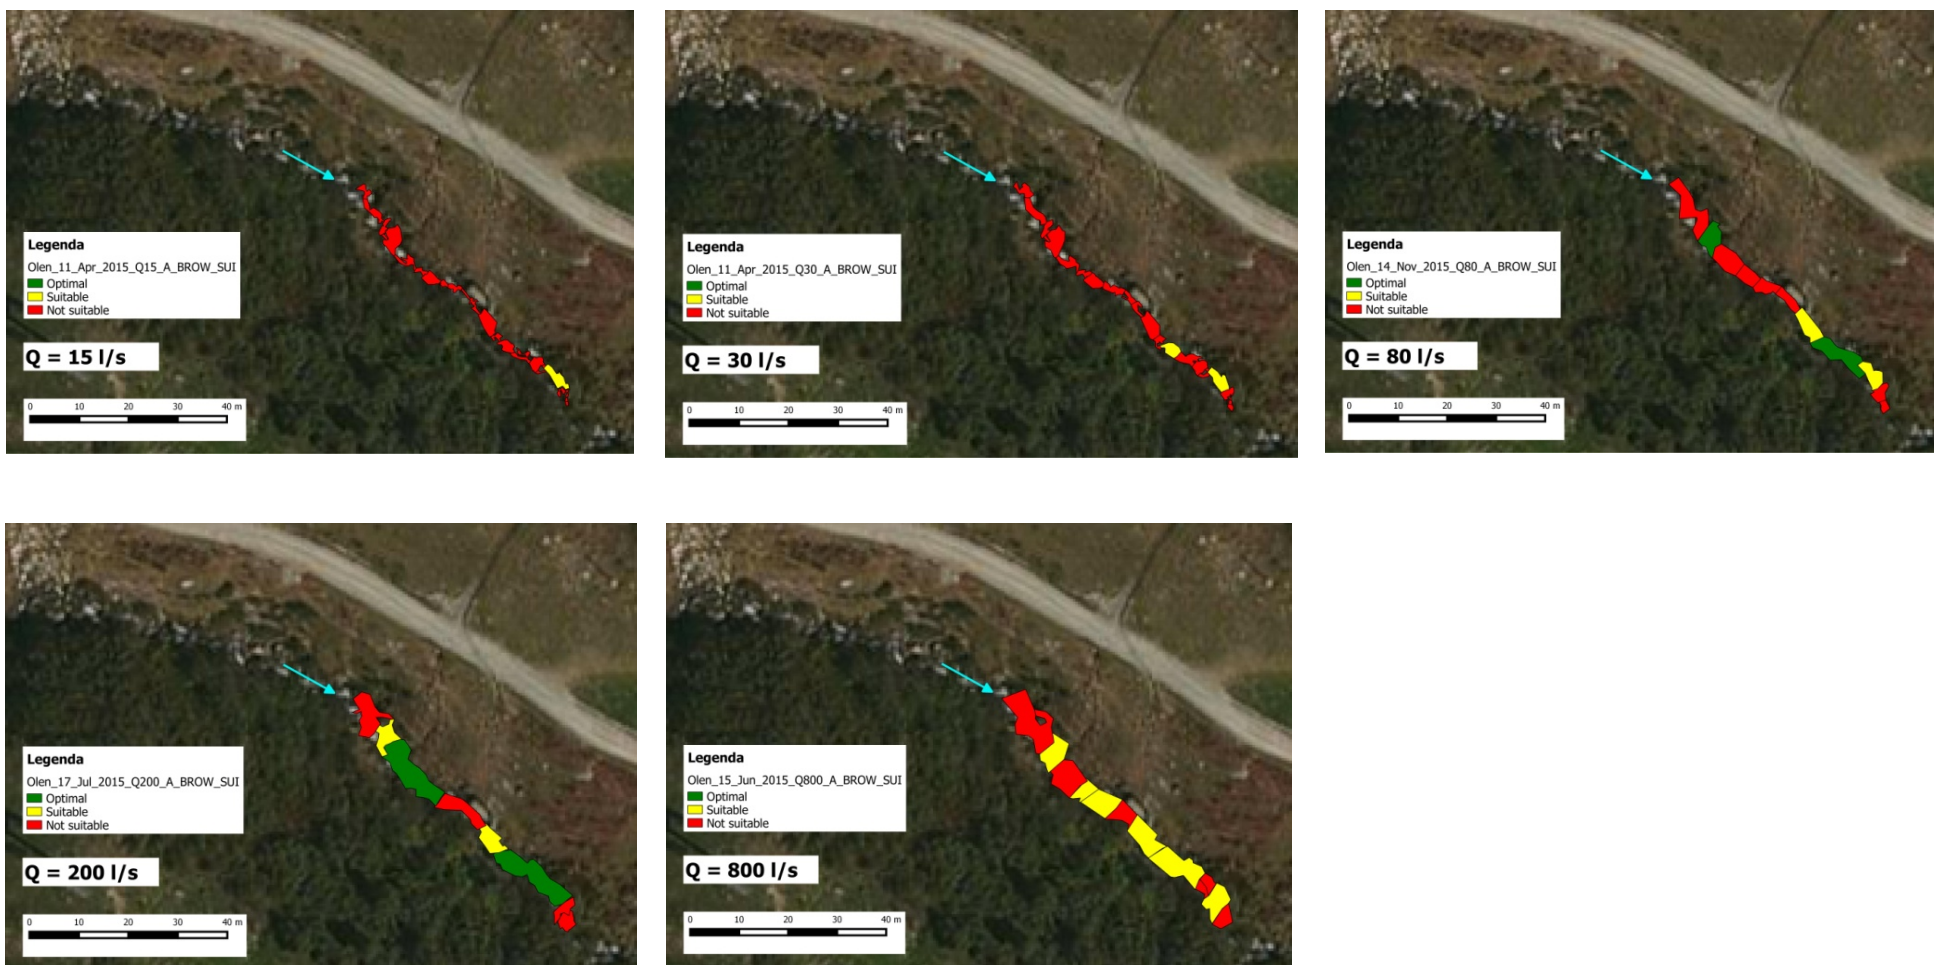 Legenda
Olen_11_Apr_2015_Q15_A_BROW_SUI
Optimal
Suitable
Not suitable
Q = 15 l/s
0 10 20 30 40 m
Legenda
Olen_11_Apr_2015_Q30_A_BROW_SUI
Optimal
Suitable
Not suitable
Q = 30 l/s
0 10 20 30 40 m
Legenda
Olen_14_Nov_2015_Q80_A_BROW_SUI
Optimal
Suitable
Not suitable
Q = 80 l/s
0 10 20 30 40 m
Legenda
Olen_17_Jul_2015_Q200_A_BROW_SUI
Optimal
Suitable
Not suitable
Q = 200 l/s
0 10 20 30 40 m
Legenda
Olen_15_Jun_2015_Q800_A_BROW_SUI
Optimal
Suitable
Not suitable
Q = 800 l/s
0 10 20 30 40 m